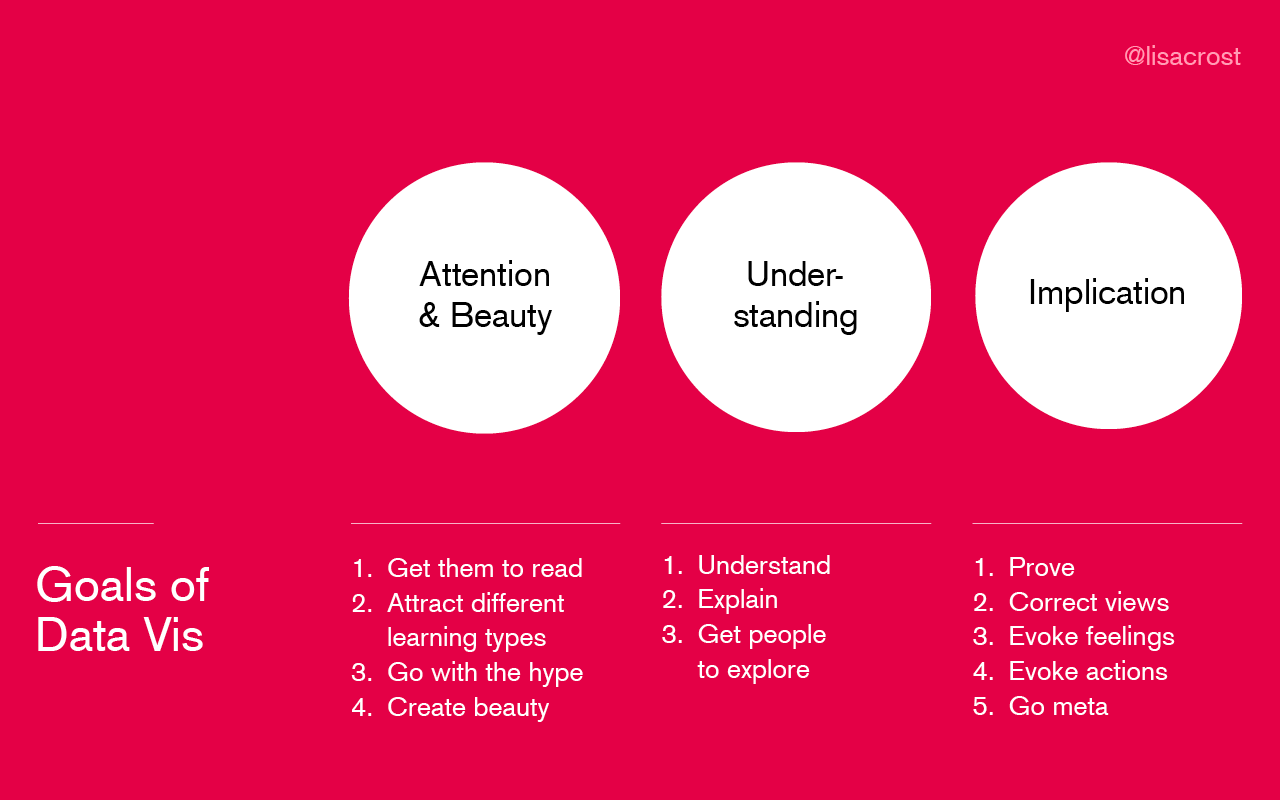 @lisacrost
Attention
& Beauty
Under-
standing
Implication
Goals of
Data Vis
1. Get them to read
2. Attract different
learning types
3. Go with the hype
4. Create beauty
1. Understand
2. Explain
3. Get people
to explore
1. Prove
2. Correct views
3. Evoke feelings
4. Evoke actions
5. Go meta